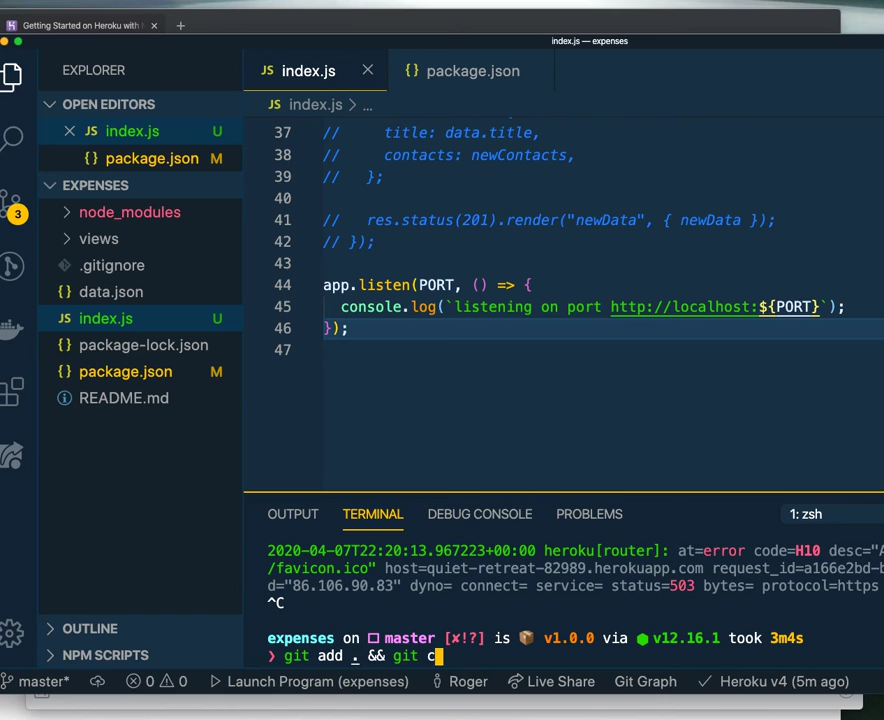 Getting Started on Heroku with
index.js — expenses
EXPLORER
OPEN EDITORS
JS index.js U
{} package.json M
EXPENSES
node_modules
views
.gitignore
{} data.json
JS index.js U
{} package-lock.json
{} package.json M
README.md
OUTLINE
NPM SCRIPTS
3
JS index.js
{} package.json
JS index.js > ...
37 // title: data.title,
38 // contacts: newContacts,
39 // };
40
41 // res.status(201).render("newData", { newData });
42 // });
43
44 app.listen(PORT, () => {
45 console.log(`listening on port http://localhost:${PORT}`);
46 });
47
OUTPUT TERMINAL DEBUG CONSOLE PROBLEMS 1: zsh
2020-04-07T22:20:13.967223+00:00 heroku[router]: at=error code=H10 desc="A
/favicon.ico" host=quiet-retreat-82989.herokuapp.com request_id=a166e2bd-b
d="86.106.90.83" dyno= connect= service= status=503 bytes= protocol=https
^C
expenses on master [✘!?] is 📦 v1.0.0 via v12.16.1 took 3m4s
❯ git add . && git c
master* 0 0 Launch Program (expenses) Roger Live Share Git Graph Heroku v4 (5m ago)